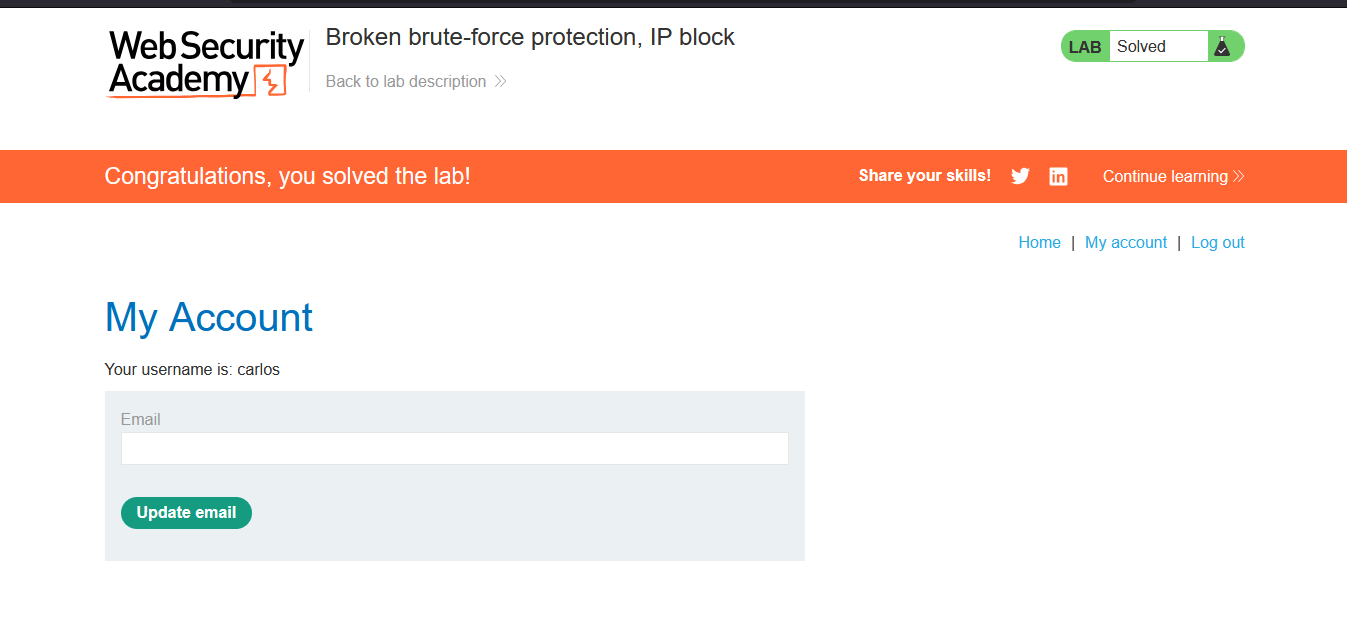 Web Security
Academy
Broken brute-force protection, IP block
Back to lab description
LAB Solved
Congratulations, you solved the lab!
Share your skills!
Continue learning
Home | My account | Log out
My Account
Your username is: carlos
Email
Update email